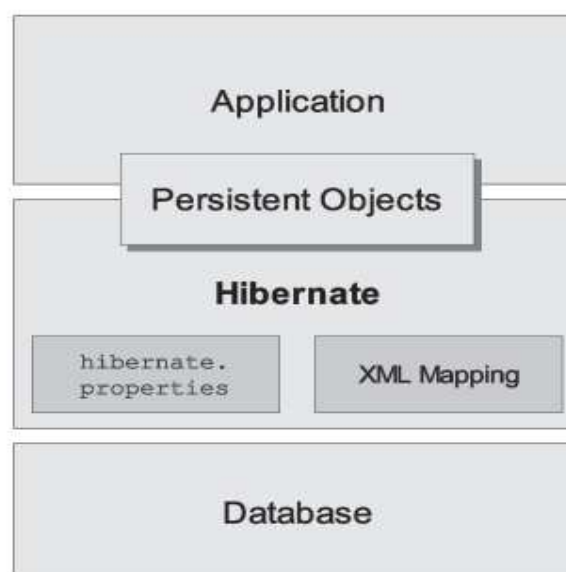 Application
Persistent Objects
Hibernate
hibernate.
properties
XML Mapping
Database